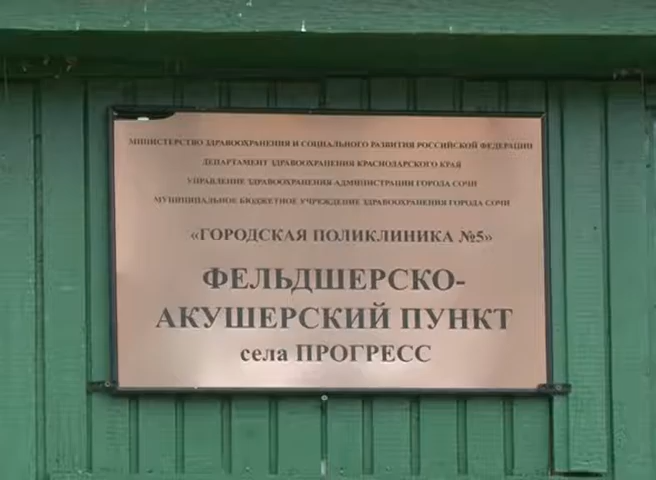 МИНИСТЕРСТВО ЗДРАВООХРАНЕНИЯ И СОЦИАЛЬНОГО РАЗВИТИЯ РОССИЙСКОЙ ФЕДЕРАЦИИ
ДЕПАРТАМЕНТ ЗДРАВООХРАНЕНИЯ КРАСНОДАРСКОГО КРАЯ
УПРАВЛЕНИЕ ЗДРАВООХРАНЕНИЯ АДМИНИСТРАЦИИ ГОРОДА СОЧИ
МУНИЦИПАЛЬНОЕ БЮДЖЕТНОЕ УЧРЕЖДЕНИЕ ЗДРАВООХРАНЕНИЯ ГОРОДА СОЧИ
«ГОРОДСКАЯ ПОЛИКЛИНИКА №5»
ФЕЛЬДШЕРСКО-
АКУШЕРСКИЙ ПУНКТ
села ПРОГРЕСС